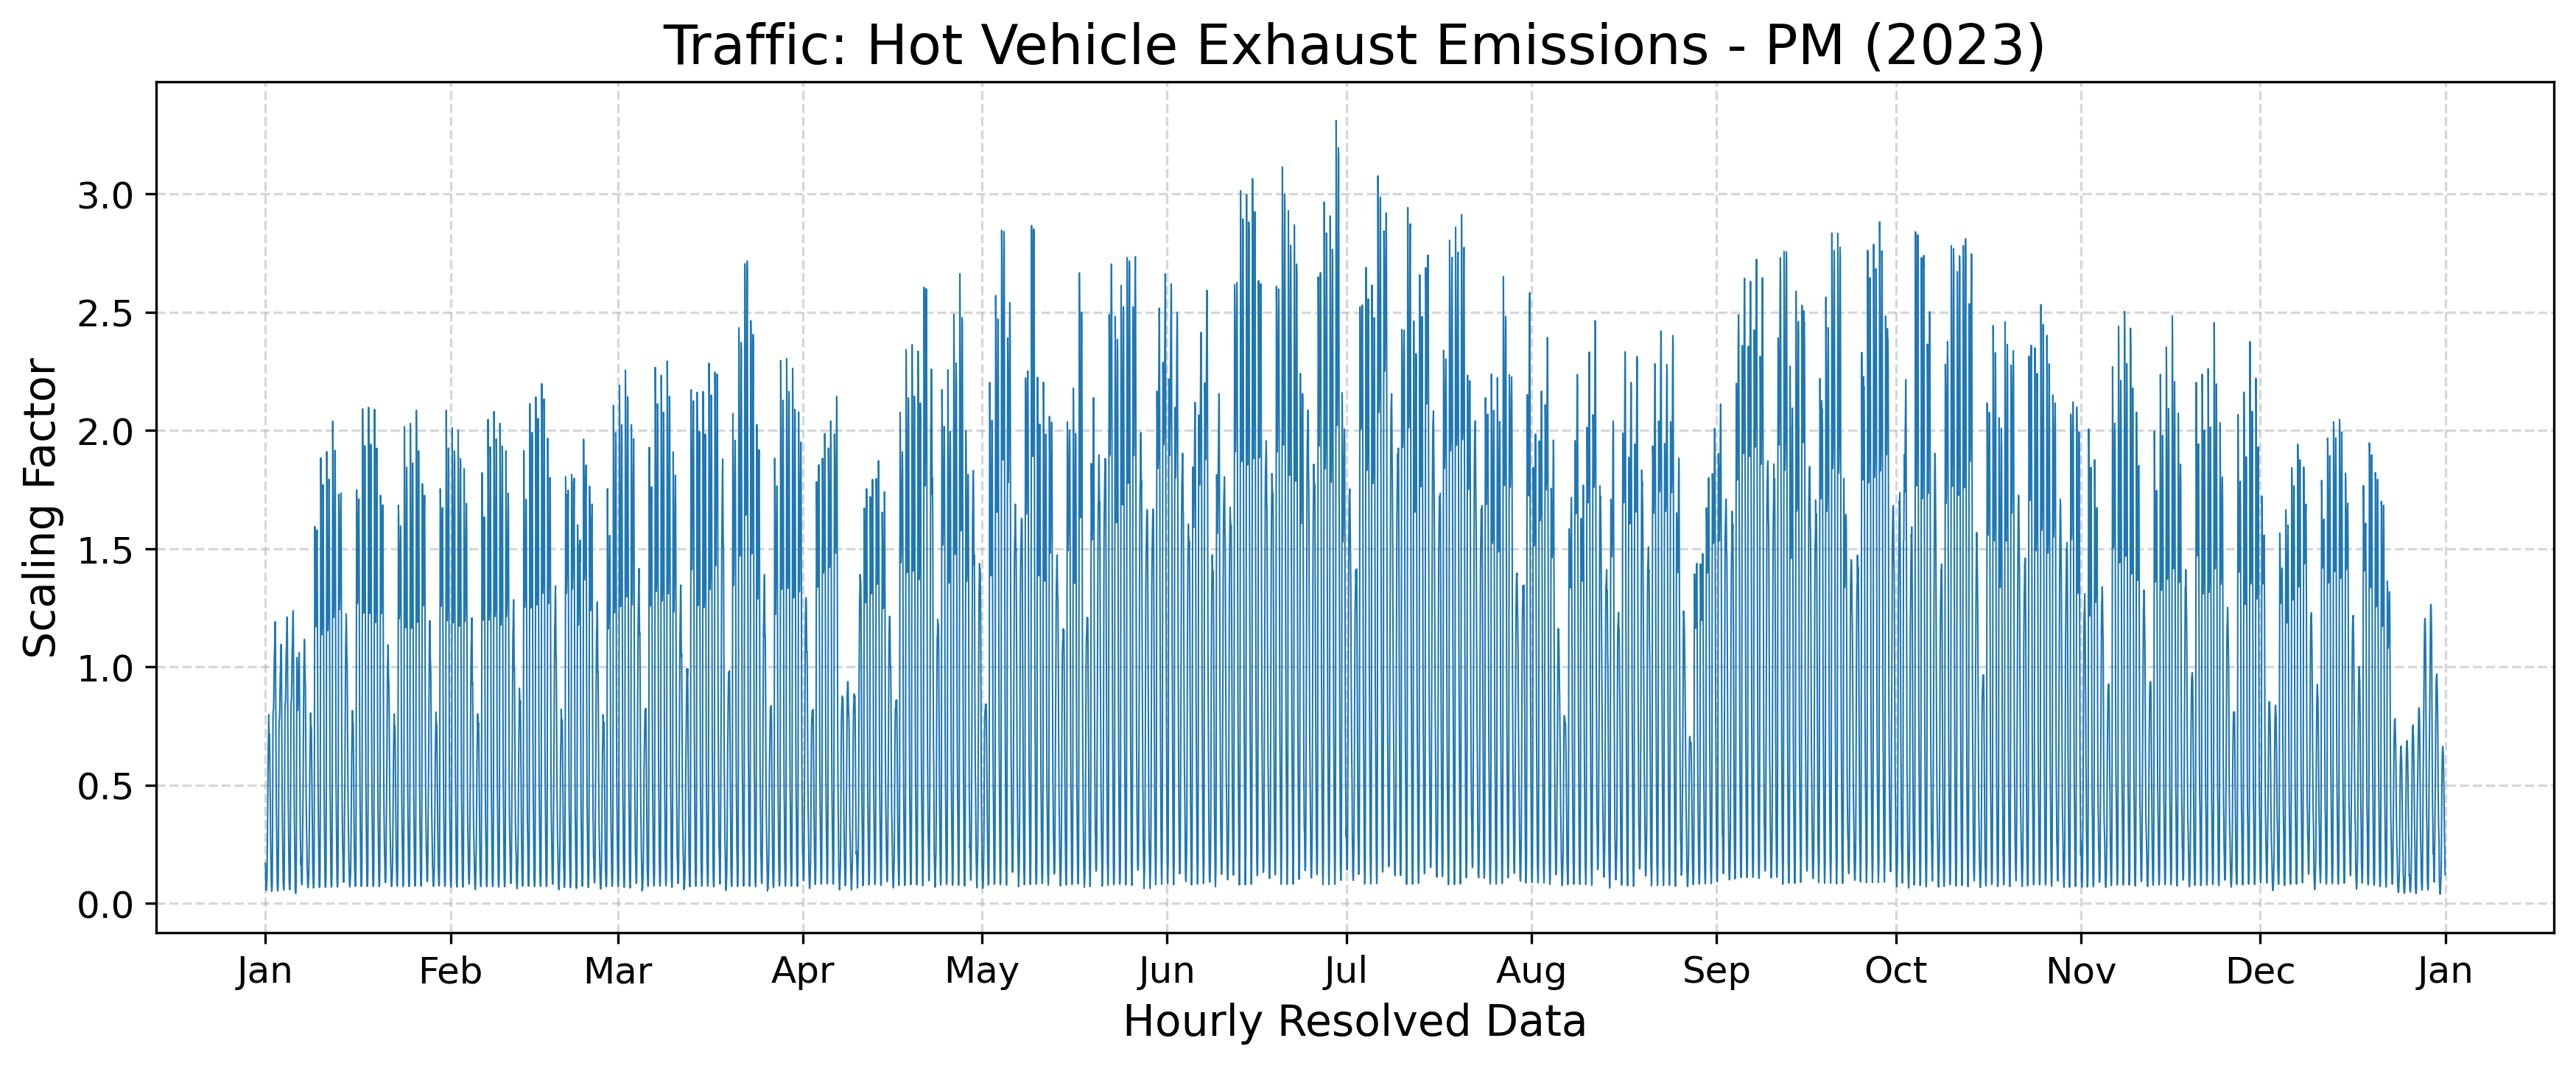 Traffic: Hot Vehicle Exhaust Emissions - PM (2023)
Scaling Factor
3.0
2.5
2.0
1.5
1.0
0.5
0.0
Jan Feb Mar Apr May Jun Jul Aug Sep Oct Nov Dec Jan
Hourly Resolved Data